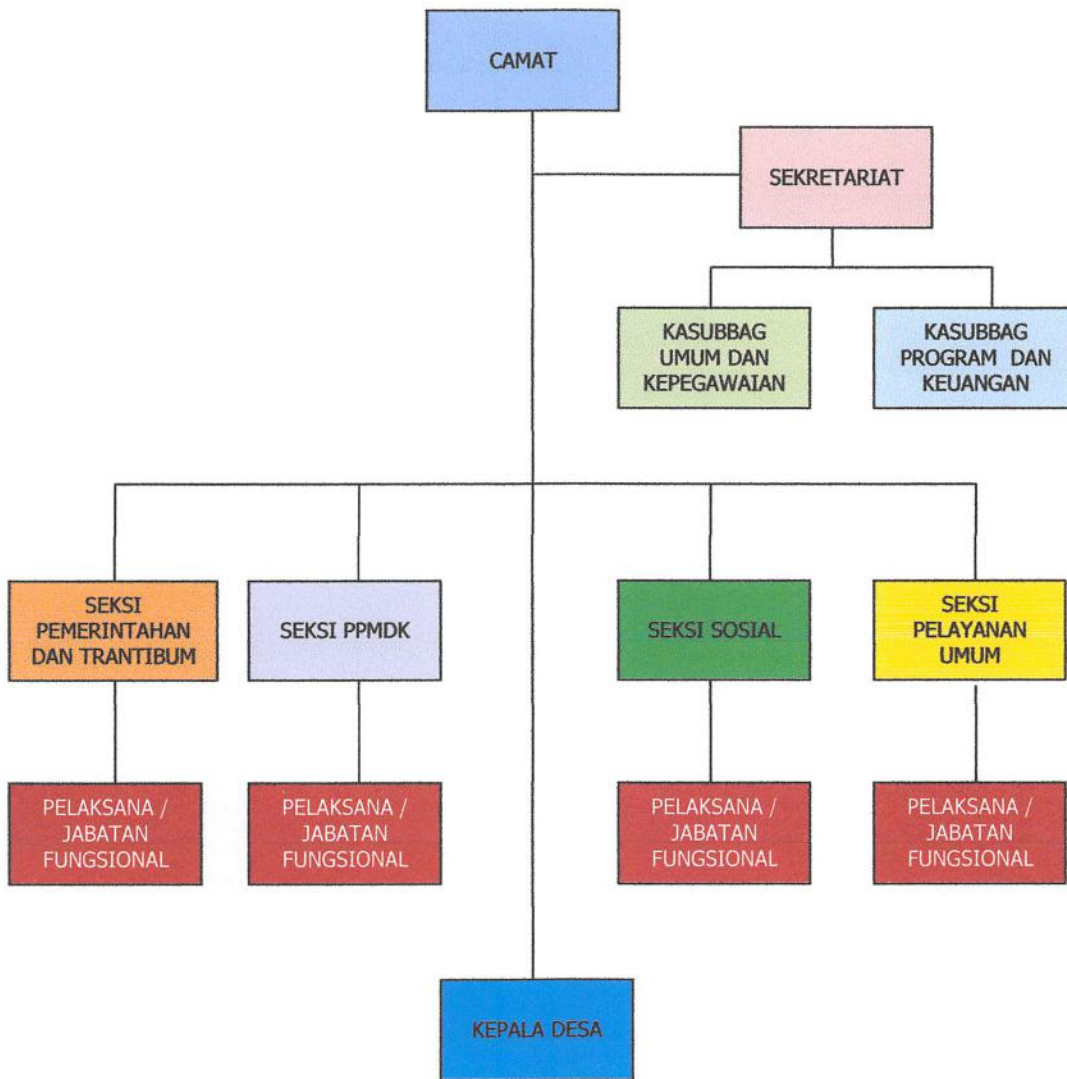 CAMAT
SEKRETARIAT
KASUBBAG
UMUM DAN
KEPEGAWAIAN
KASUBBAG
PROGRAM DAN
KEUANGAN
SEKSI
PEMERINTAHAN
DAN TRANTIBUM
SEKSI PPMDK
SEKSI SOSIAL
SEKSI
PELAYANAN
UMUM
PELAKSANA /
JABATAN
FUNGSIONAL
PELAKSANA /
JABATAN
FUNGSIONAL
PELAKSANA /
JABATAN
FUNGSIONAL
PELAKSANA /
JABATAN
FUNGSIONAL
KEPALA DESA